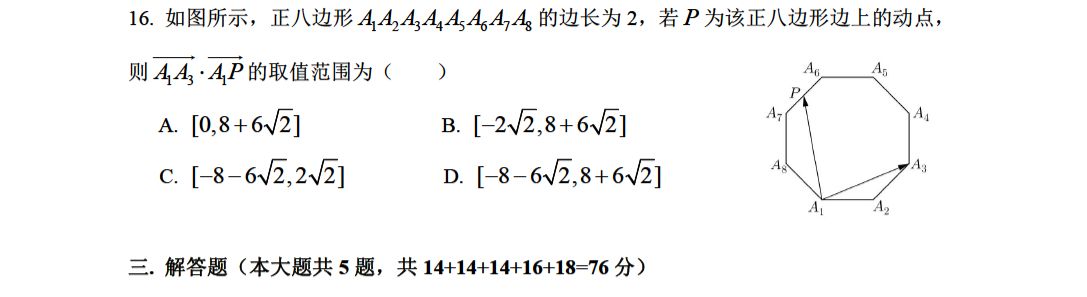 16. 如图所示，正八边形 A₁A₂A₃A₄A₅A₆A₇A₈ 的边长为 2，若 P 为该正八边形边上的动点，
则 $\overrightarrow{A_1A_3}\cdot\overrightarrow{A_1P}$ 的取值范围为（　　）
A. [0,8+6√2]
B. [−2√2,8+6√2]
C. [−8−6√2,2√2]
D. [−8−6√2,8+6√2]
A₆
A₅
P
A₇
A₄
A₈
A₃
A₁
A₂
三. 解答题（本大题共 5 题，共 14+14+14+16+18=76 分）